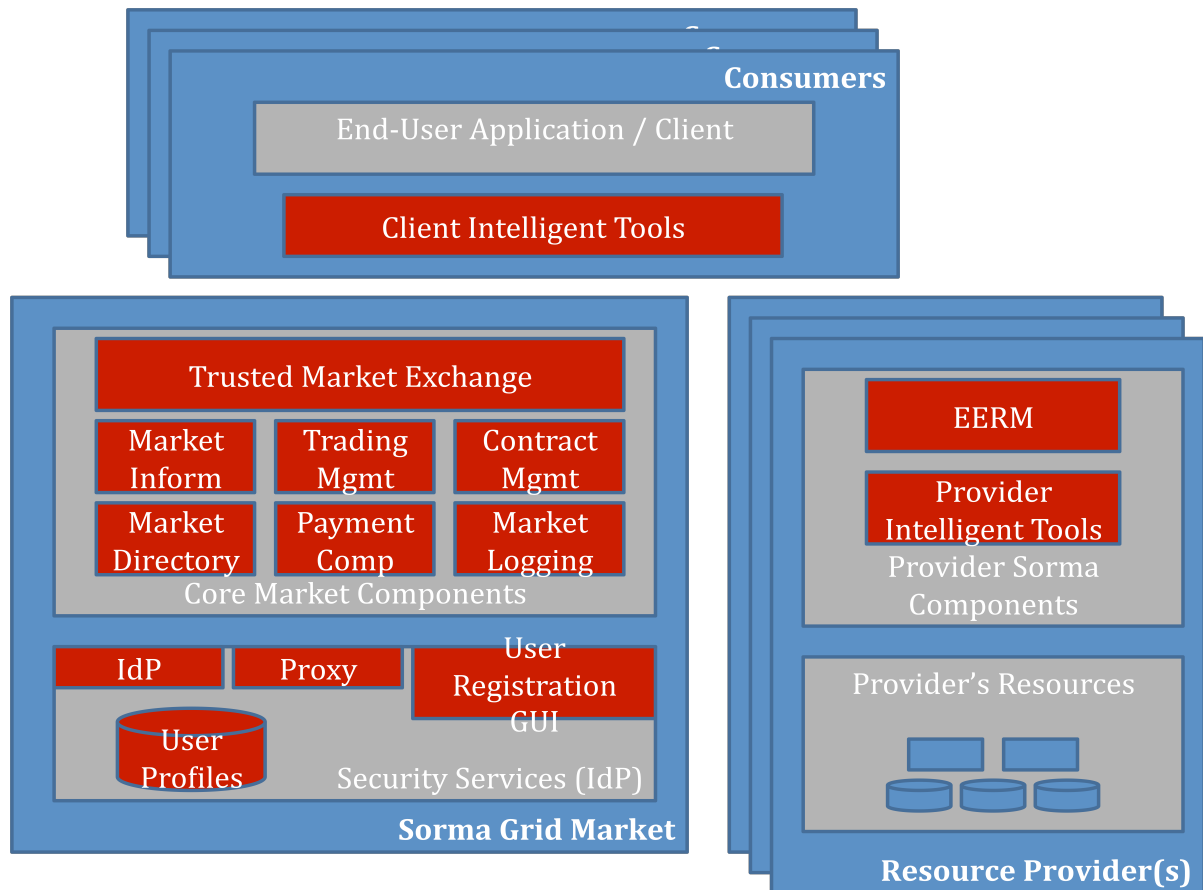 Consumers
End-User Application / Client
Client Intelligent Tools
Trusted Market Exchange
Market
Inform
Trading
Mgmt
Contract
Mgmt
Market
Directory
Payment
Comp
Market
Logging
Core Market Components
IdP
Proxy
User
Registration
GUI
User
Profiles
Security Services (IdP)
Sorma Grid Market
EERM
Provider
Intelligent Tools
Provider Sorma
Components
Provider’s Resources
Resource Provider(s)